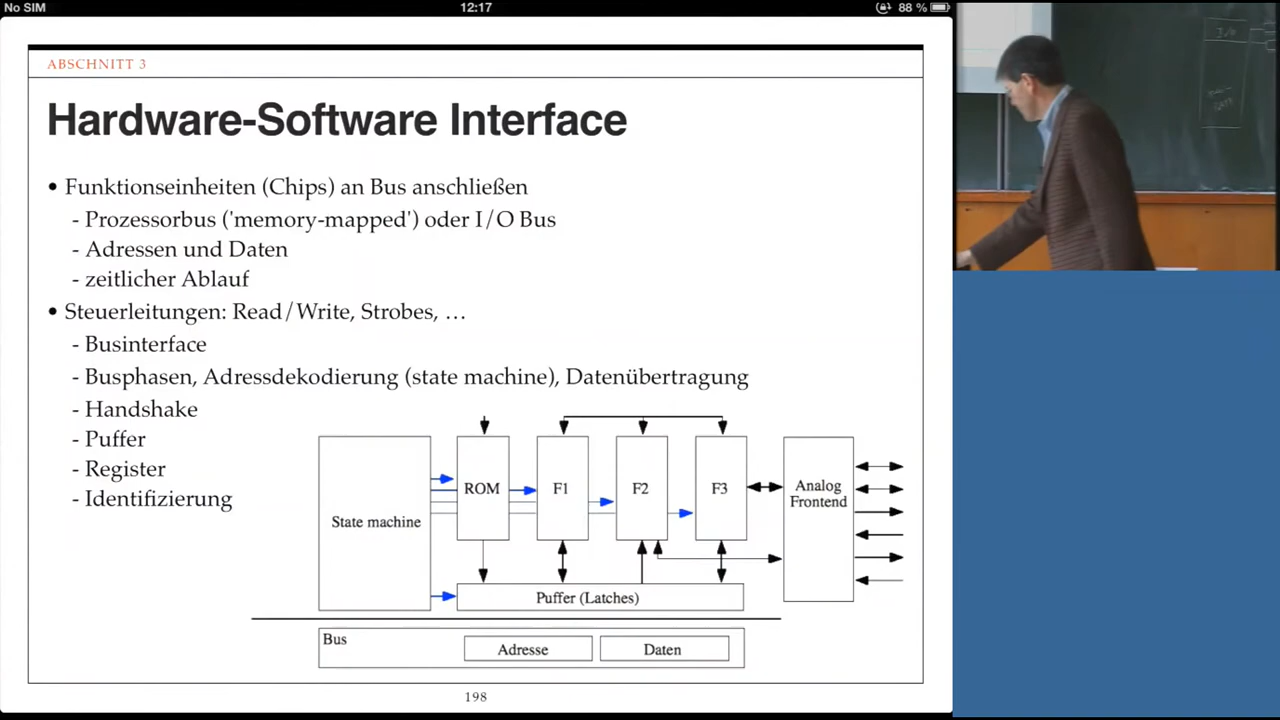 No SIM
12:17
88 %
ABSCHNITT 3
Hardware-Software Interface
• Funktionseinheiten (Chips) an Bus anschließen
- Prozessorbus ('memory-mapped') oder I/O Bus
- Adressen und Daten
- zeitlicher Ablauf
• Steuerleitungen: Read/Write, Strobes, …
- Businterface
- Busphasen, Adressdekodierung (state machine), Datenübertragung
- Handshake
- Puffer
- Register
- Identifizierung
State machine
ROM
F1
F2
F3
Analog
Frontend
Puffer (Latches)
Bus
Adresse
Daten
198